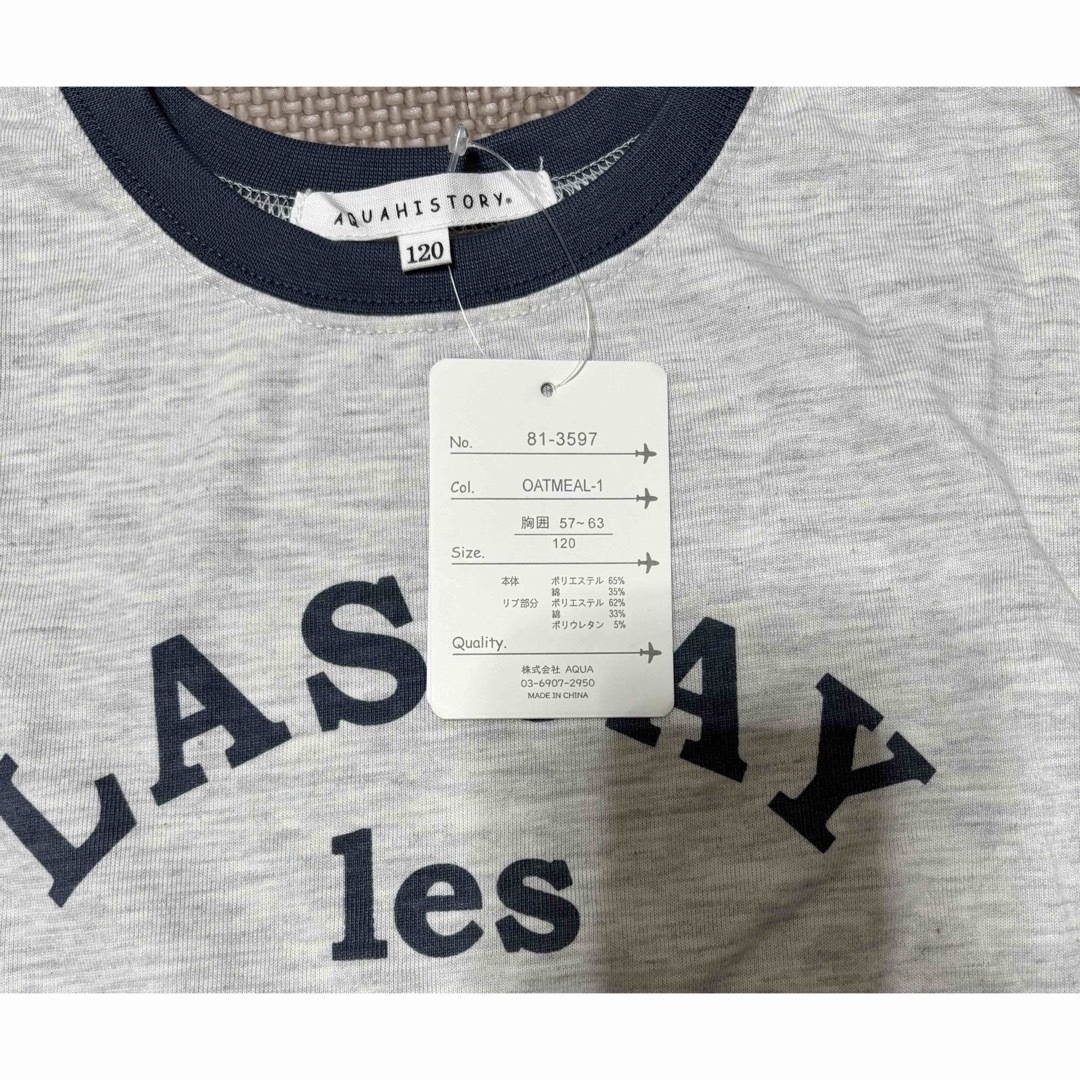 AQUAHISTORY®
120
No. 81-3597
Col. OATMEAL-1
胸囲 57~63
120
Size.
本体 ポリエステル 65%
綿 35%
リブ部分 ポリエステル 62%
綿 33%
ポリウレタン 5%
Quality.
株式会社 AQUA
03-6907-2950
MADE IN CHINA
les